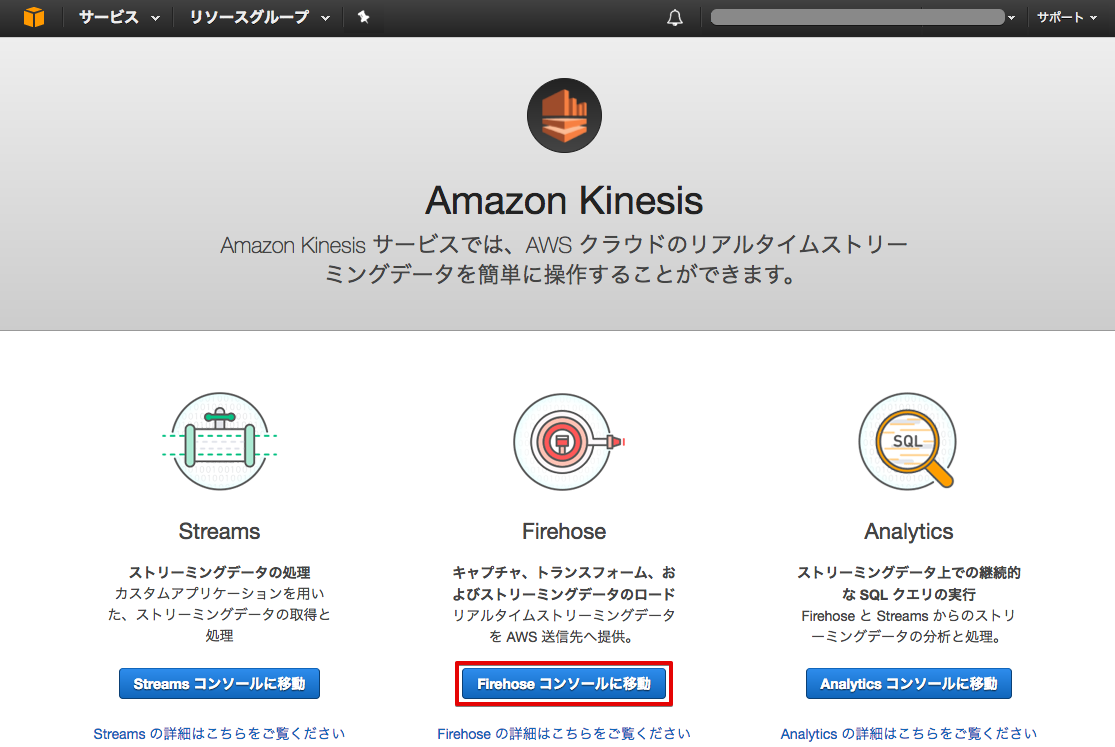 サービス リソースグループ サポート
Amazon Kinesis
Amazon Kinesis サービスでは、AWS クラウドのリアルタイムストリー
ミングデータを簡単に操作することができます。
SQL
Streams
ストリーミングデータの処理
カスタムアプリケーションを用い
た、ストリーミングデータの取得と
処理
Streams コンソールに移動
Streams の詳細はこちらをご覧ください
Firehose
キャプチャ、トランスフォーム、お
よびストリーミングデータのロード
リアルタイムストリーミングデータ
を AWS 送信先へ提供。
Firehose コンソールに移動
Firehose の詳細はこちらをご覧ください
Analytics
ストリーミングデータ上での継続的
な SQL クエリの実行
Firehose と Streams からのストリ
ーミングデータの分析と処理。
Analytics コンソールに移動
Analytics の詳細はこちらをご覧ください